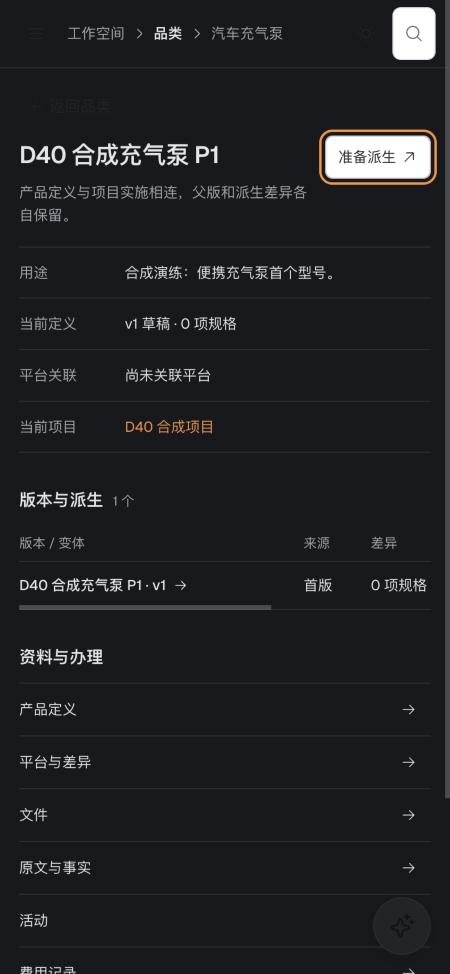 工作空间 > 品类 > 汽车充气泵
← 返回品类
D40 合成充气泵 P1
准备派生 ↗
产品定义与项目实施相连，父版和派生差异各
自保留。
用途 合成演练：便携充气泵首个型号。
当前定义 v1 草稿 · 0 项规格
平台关联 尚未关联平台
当前项目 D40 合成项目
版本与派生 1 个
版本 / 变体 来源 差异
D40 合成充气泵 P1 · v1 → 首版 0 项规格
资料与办理
产品定义 →
平台与差异 →
文件 →
原文与事实 →
活动
费用记录 →